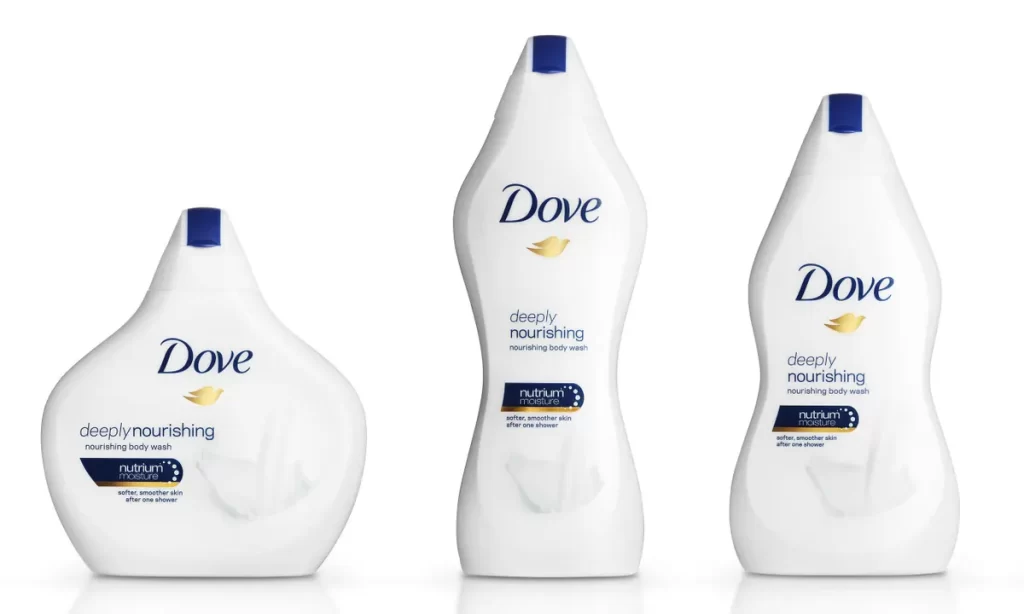 Dove
deeplynourishing
nourishing body wash
nutrium
moisture
softer, smoother skin
after one shower
Dove
deeply
nourishing
nourishing body wash
nutrium
moisture
softer, smoother skin
after one shower
Dove
deeply
nourishing
nourishing body wash
nutrium
moisture
softer, smoother skin
after one shower